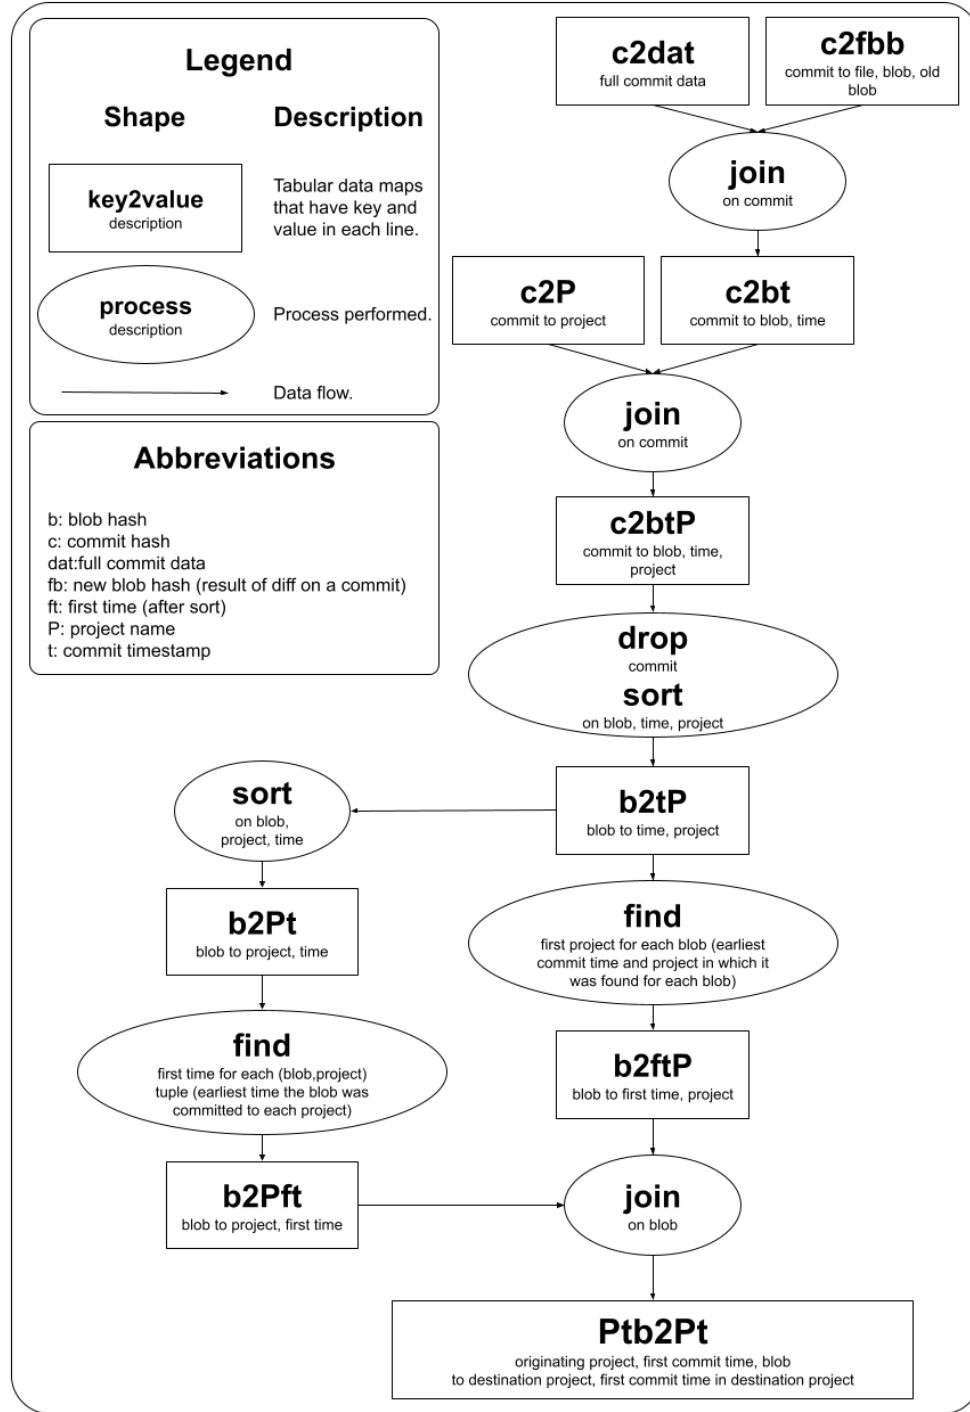 Legend
Shape
Description
key2value
description
Tabular data maps
that have key and
value in each line.
process
description
Process performed.
Data flow.
Abbreviations
b: blob hash
c: commit hash
dat:full commit data
fb: new blob hash (result of diff on a commit)
ft: first time (after sort)
P: project name
t: commit timestamp
c2dat
full commit data
c2fbb
commit to file, blob, old
blob
join
on commit
c2P
commit to project
c2bt
commit to blob, time
join
on commit
c2btP
commit to blob, time,
project
drop
commit
sort
on blob, time, project
b2tP
blob to time, project
sort
on blob,
project, time
b2Pt
blob to project, time
find
first time for each (blob,project)
tuple (earliest time the blob was
committed to each project)
b2Pft
blob to project, first time
find
first project for each blob (earliest
commit time and project in which it
was found for each blob)
b2ftP
blob to first time, project
join
on blob
Ptb2Pt
originating project, first commit time, blob
to destination project, first commit time in destination project